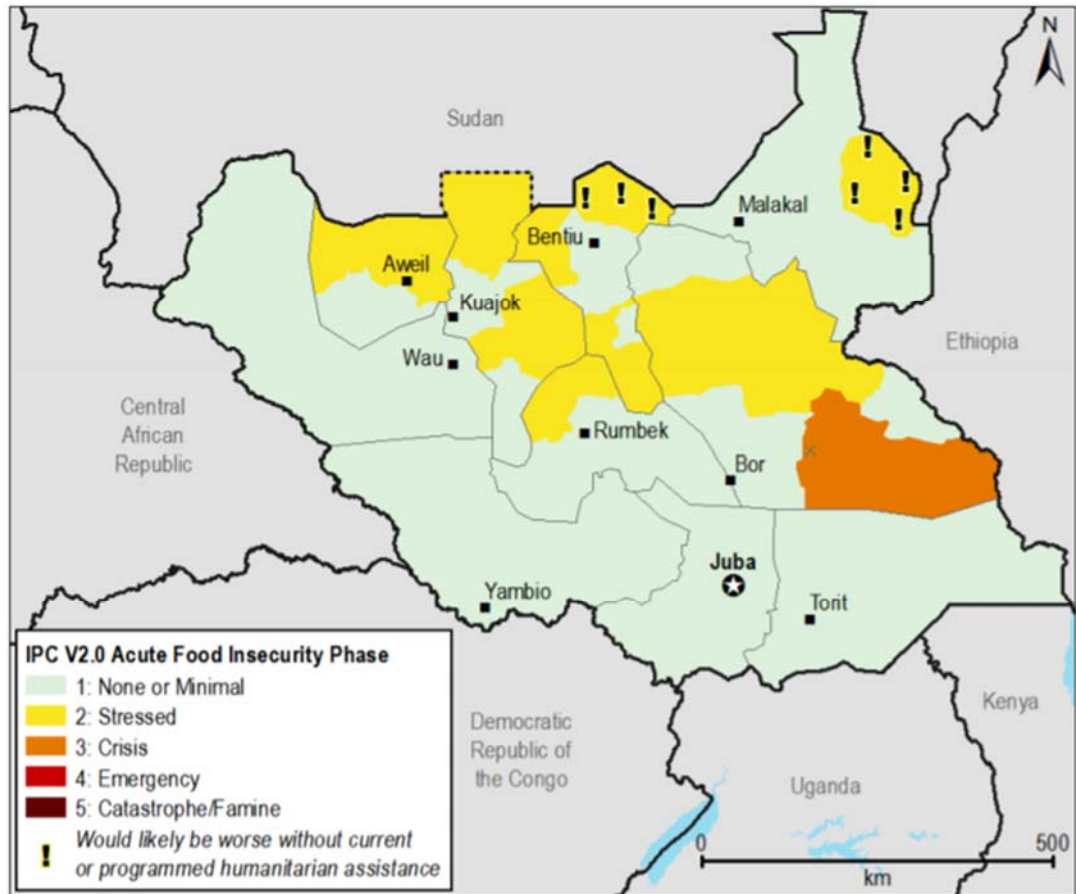 N
Sudan
Malakal
Bentiu
Aweil
Kuajok
Ethiopia
Wau
Central
African
Republic
Rumbek
Bor
Juba
Yambio
Torit
IPC V2.0 Acute Food Insecurity Phase
1: None or Minimal
2: Stressed
3: Crisis
4: Emergency
5: Catastrophe/Famine
! Would likely be worse without current
or programmed humanitarian assistance
Democratic
Republic of
the Congo
Kenya
Uganda
0 500
km